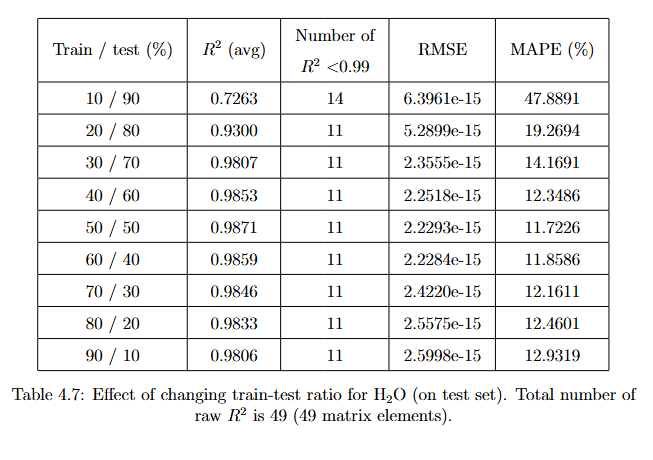 Train / test (%) R² (avg) Number of R² <0.99 RMSE MAPE (%)
10 / 90 0.7263 14 6.3961e-15 47.8891
20 / 80 0.9300 11 5.2899e-15 19.2694
30 / 70 0.9807 11 2.3555e-15 14.1691
40 / 60 0.9853 11 2.2518e-15 12.3486
50 / 50 0.9871 11 2.2293e-15 11.7226
60 / 40 0.9859 11 2.2284e-15 11.8586
70 / 30 0.9846 11 2.4220e-15 12.1611
80 / 20 0.9833 11 2.5575e-15 12.4601
90 / 10 0.9806 11 2.5998e-15 12.9319
Table 4.7: Effect of changing train-test ratio for H₂O (on test set). Total number of
raw R² is 49 (49 matrix elements).